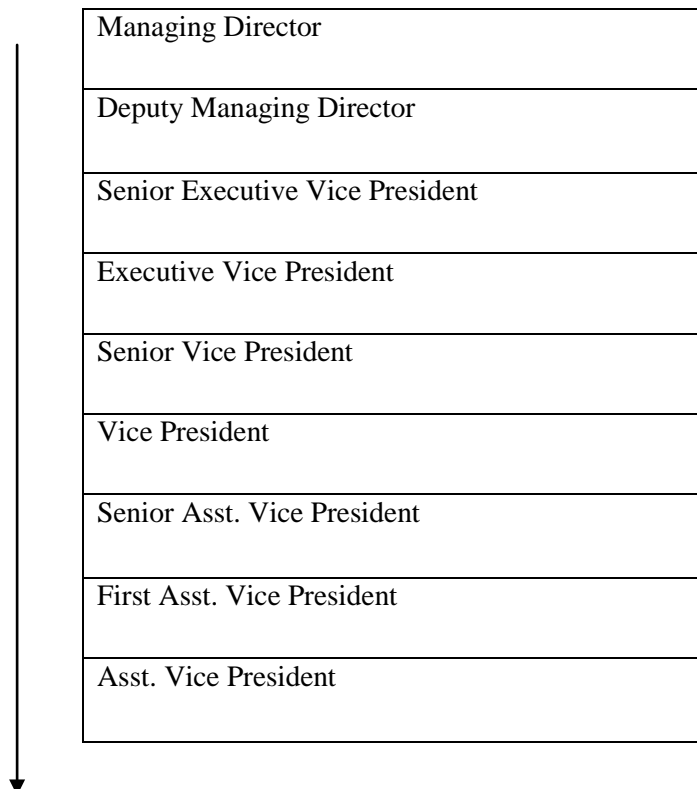 Managing Director
Deputy Managing Director
Senior Executive Vice President
Executive Vice President
Senior Vice President
Vice President
Senior Asst. Vice President
First Asst. Vice President
Asst. Vice President